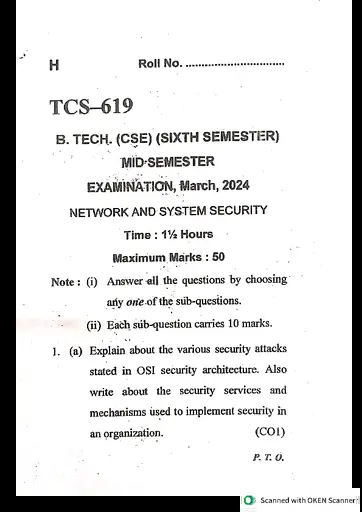 H Roll No. ..............................
TCS–619
B. TECH. (CSE) (SIXTH SEMESTER)
MID SEMESTER
EXAMINATION, March, 2024
NETWORK AND SYSTEM SECURITY
Time : 1½ Hours
Maximum Marks : 50
Note : (i) Answer all the questions by choosing
any one of the sub-questions.
(ii) Each sub-question carries 10 marks.
1. (a) Explain about the various security attacks
stated in OSI security architecture. Also
write about the security services and
mechanisms used to implement security in
an organization. (CO1)
P. T. O.
Scanned with OKEN Scanner